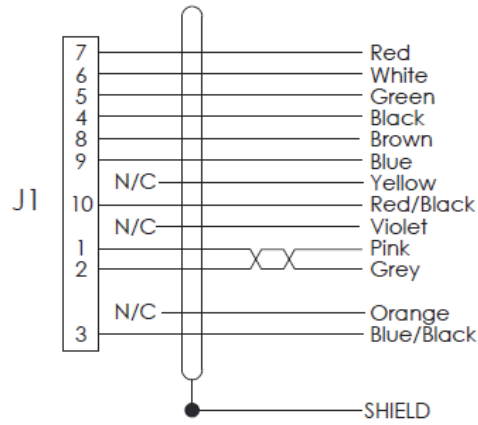 7 Red
6 White
5 Green
4 Black
8 Brown
9 Blue
N/C Yellow
J1
10 Red/Black
N/C Violet
1 Pink
2 Grey
N/C Orange
3 Blue/Black
SHIELD